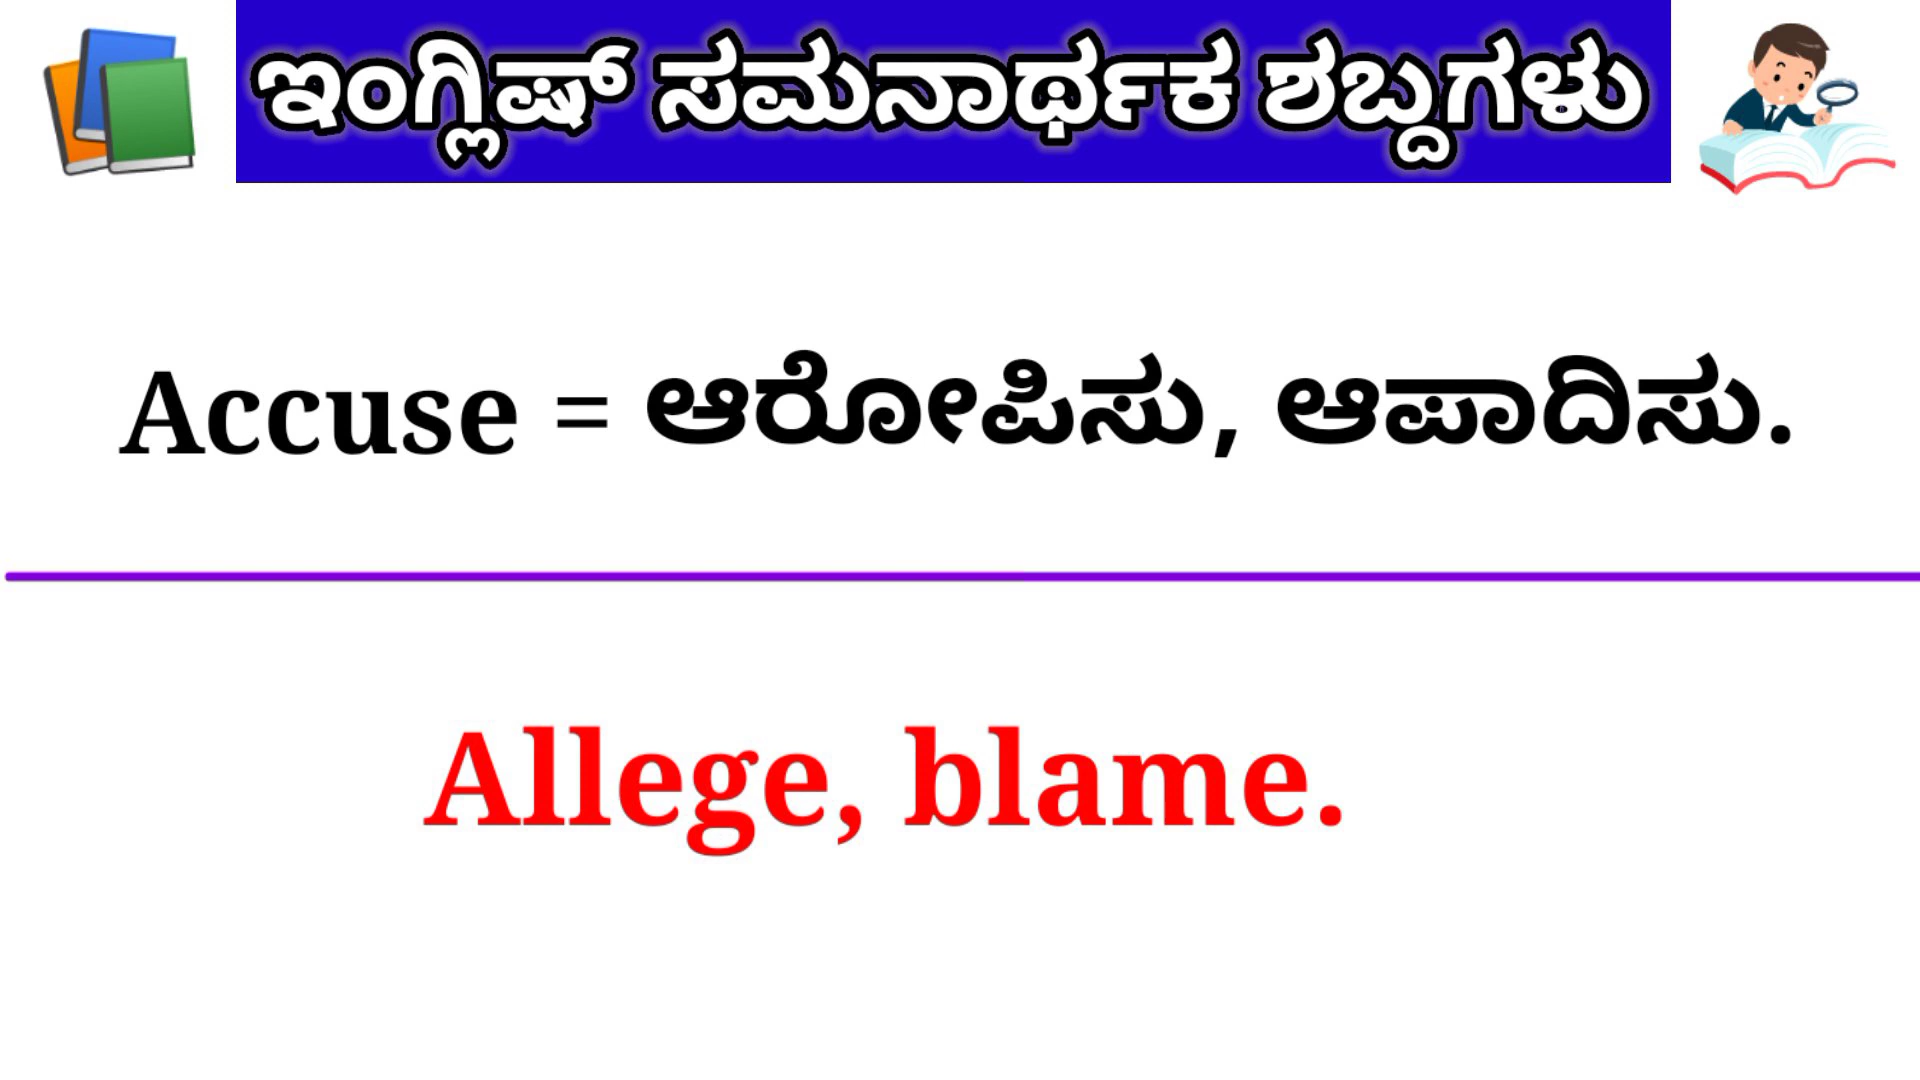 ಇಂಗ್ಲಿಷ್ ಸಮನಾರ್ಥಕ ಶಬ್ದಗಳು
Accuse = ಆರೋಪಿಸು, ಆಪಾದಿಸು.
Allege, blame.